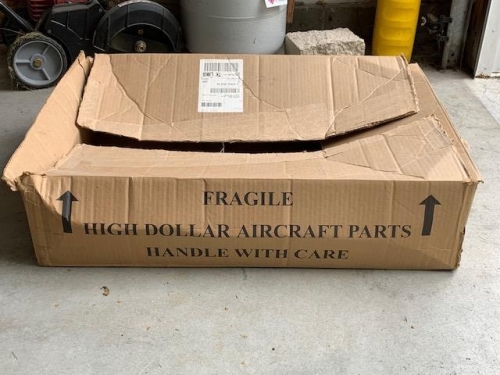 FRAGILE
HIGH DOLLAR AIRCRAFT PARTS
HANDLE WITH CARE